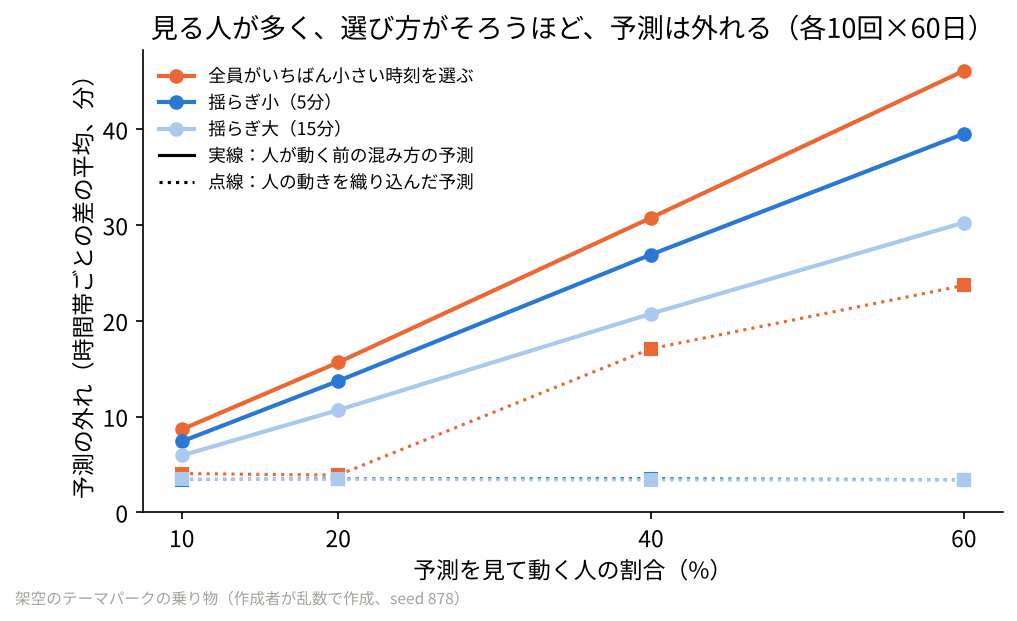 見る人が多く、選び方がそろうほど、予測は外れる（各10回×60日）
全員がいちばん小さい時刻を選ぶ
揺らぎ小（5分）
揺らぎ大（15分）
実線：人が動く前の混み方の予測
点線：人の動きを織り込んだ予測
予測の外れ（時間帯ごとの差の平均、分）
40
30
20
10
0
10
20
40
60
予測を見て動く人の割合（%）
架空のテーマパークの乗り物（作成者が乱数で作成、seed 878）